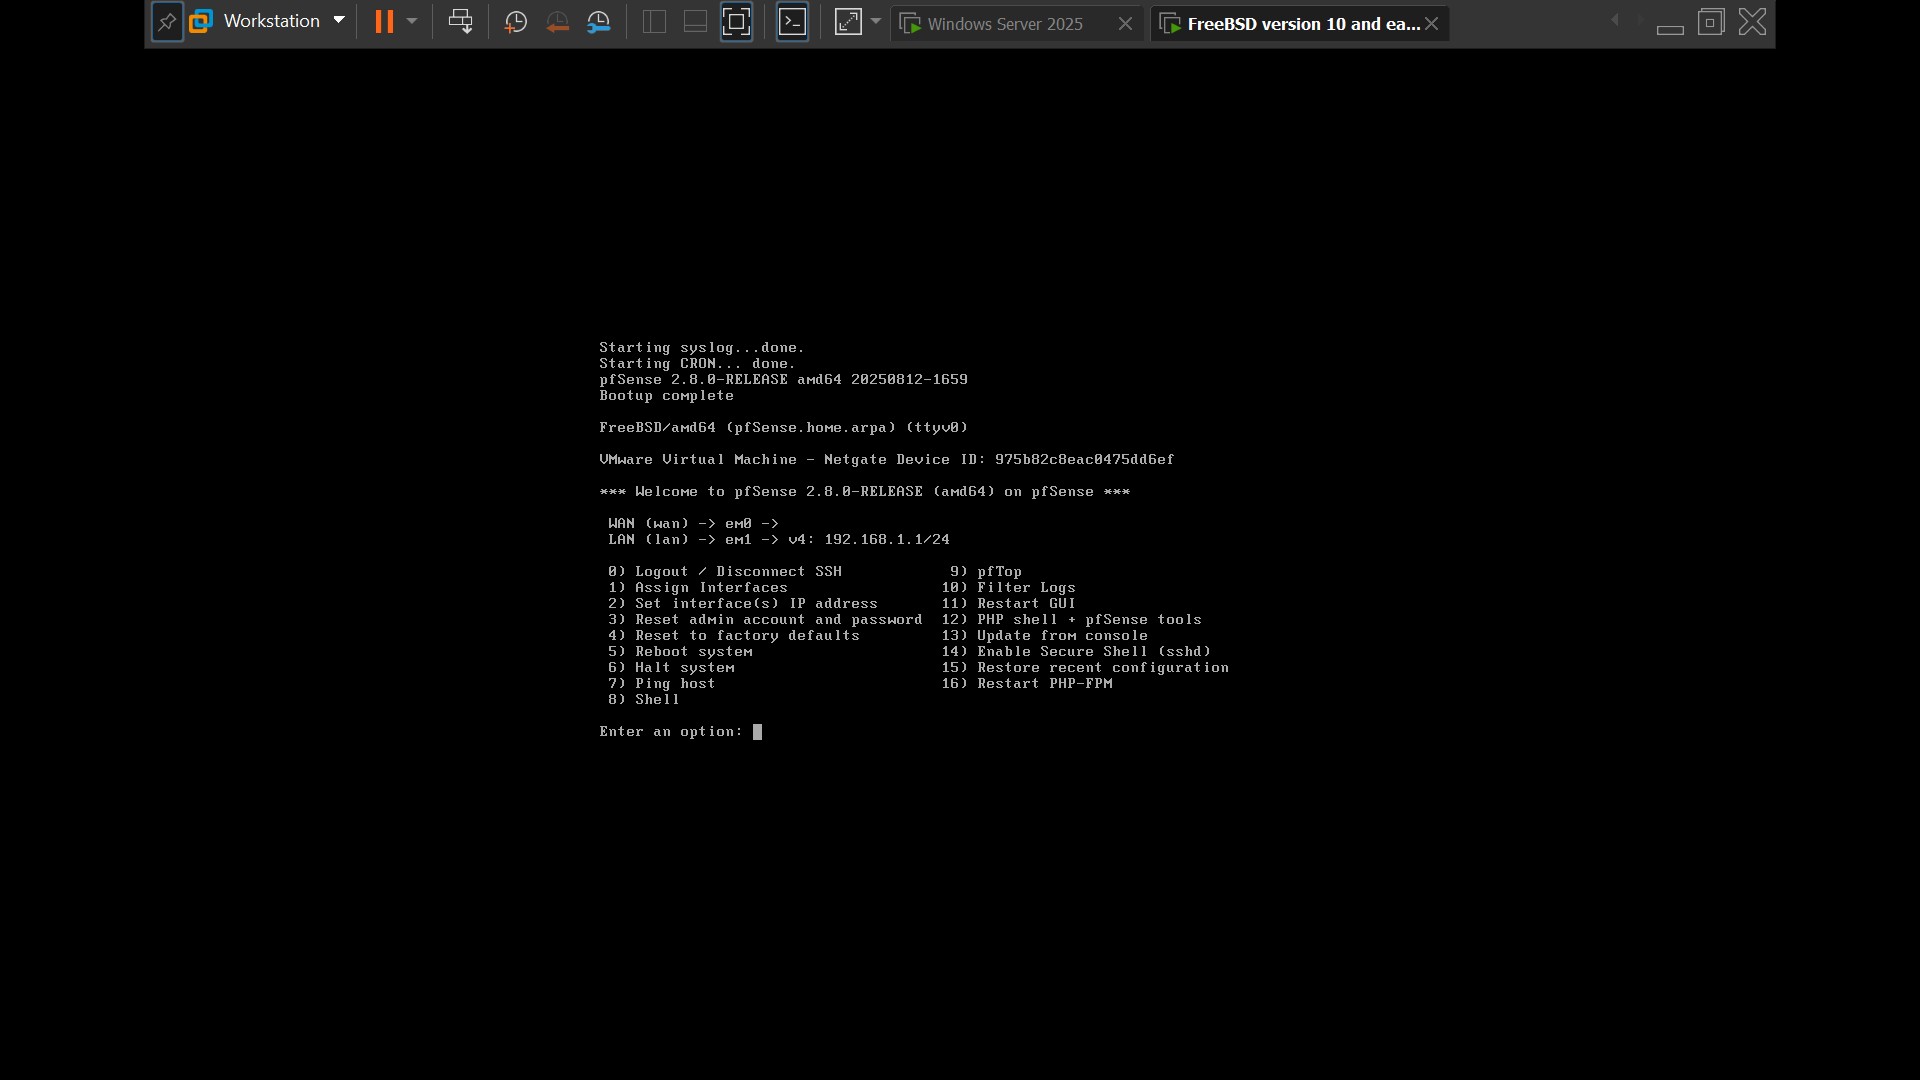 Workstation
Windows Server 2025
FreeBSD version 10 and ea...
Starting syslog...done.
Starting CRON... done.
pfSense 2.8.0-RELEASE amd64 20250812-1659
Bootup complete
FreeBSD/amd64 (pfSense.home.arpa) (ttyv0)
VMware Virtual Machine - Netgate Device ID: 975b82c8eac0475dd6ef
*** Welcome to pfSense 2.8.0-RELEASE (amd64) on pfSense ***
WAN (wan) -> em0 ->
LAN (lan) -> em1 -> v4: 192.168.1.1/24
0) Logout / Disconnect SSH 9) pfTop
1) Assign Interfaces 10) Filter Logs
2) Set interface(s) IP address 11) Restart GUI
3) Reset admin account and password 12) PHP shell + pfSense tools
4) Reset to factory defaults 13) Update from console
5) Reboot system 14) Enable Secure Shell (sshd)
6) Halt system 15) Restore recent configuration
7) Ping host 16) Restart PHP-FPM
8) Shell
Enter an option: